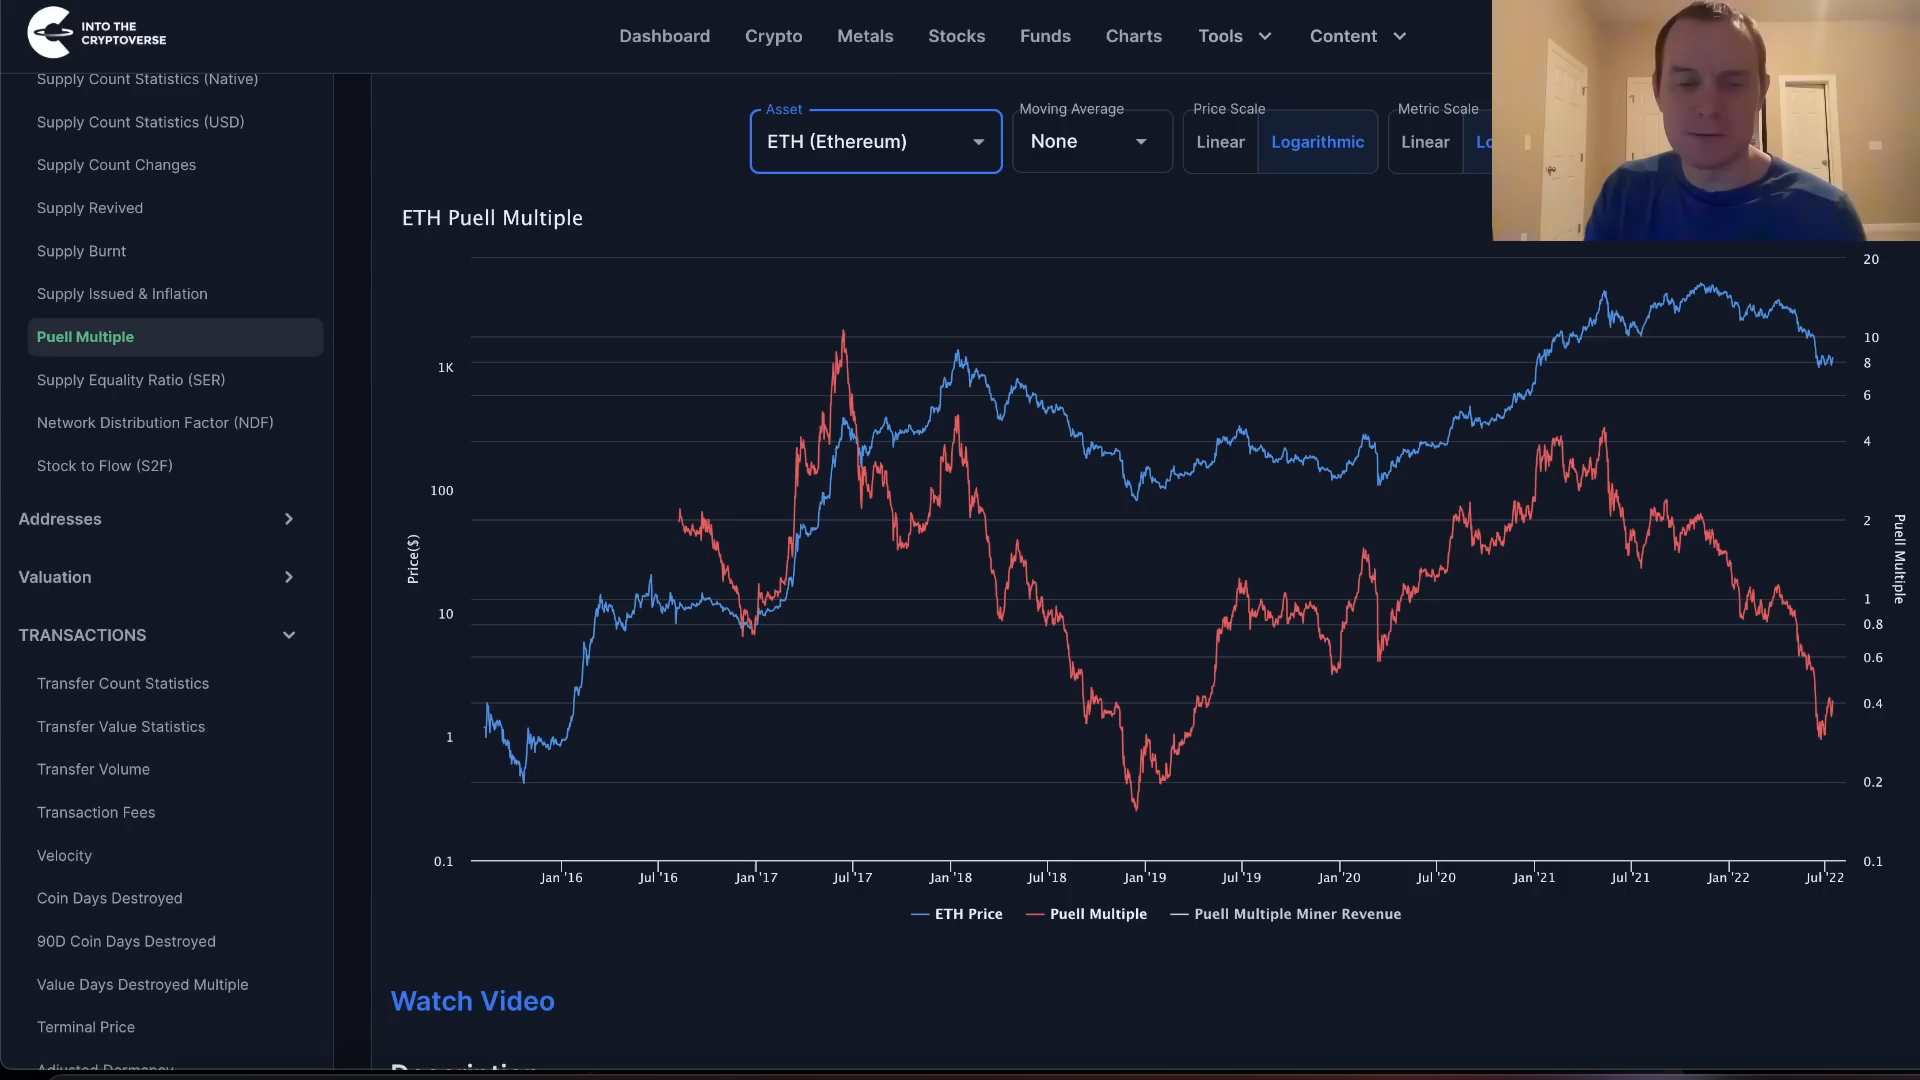 INTO THE
CRYPTOVERSE
Dashboard
Crypto
Metals
Stocks
Funds
Charts
Tools
Content
Supply Count Statistics (Native)
Supply Count Statistics (USD)
Supply Count Changes
Supply Revived
Supply Burnt
Supply Issued & Inflation
Puell Multiple
Supply Equality Ratio (SER)
Network Distribution Factor (NDF)
Stock to Flow (S2F)
Addresses
Valuation
TRANSACTIONS
Transfer Count Statistics
Transfer Value Statistics
Transfer Volume
Transaction Fees
Velocity
Coin Days Destroyed
90D Coin Days Destroyed
Value Days Destroyed Multiple
Terminal Price
Adjusted Dormancy
Asset
ETH (Ethereum)
Moving Average
None
Price Scale
Linear
Logarithmic
Metric Scale
Linear
Lo
ETH Puell Multiple
1K
100
10
1
0.1
Price($)
20
10
8
6
4
2
1
0.8
0.6
0.4
0.2
0.1
Puell Multiple
Jan '16
Jul '16
Jan '17
Jul '17
Jan '18
Jul '18
Jan '19
Jul '19
Jan '20
Jul '20
Jan '21
Jul '21
Jan '22
Jul '22
ETH Price
Puell Multiple
Puell Multiple Miner Revenue
Watch Video
Description